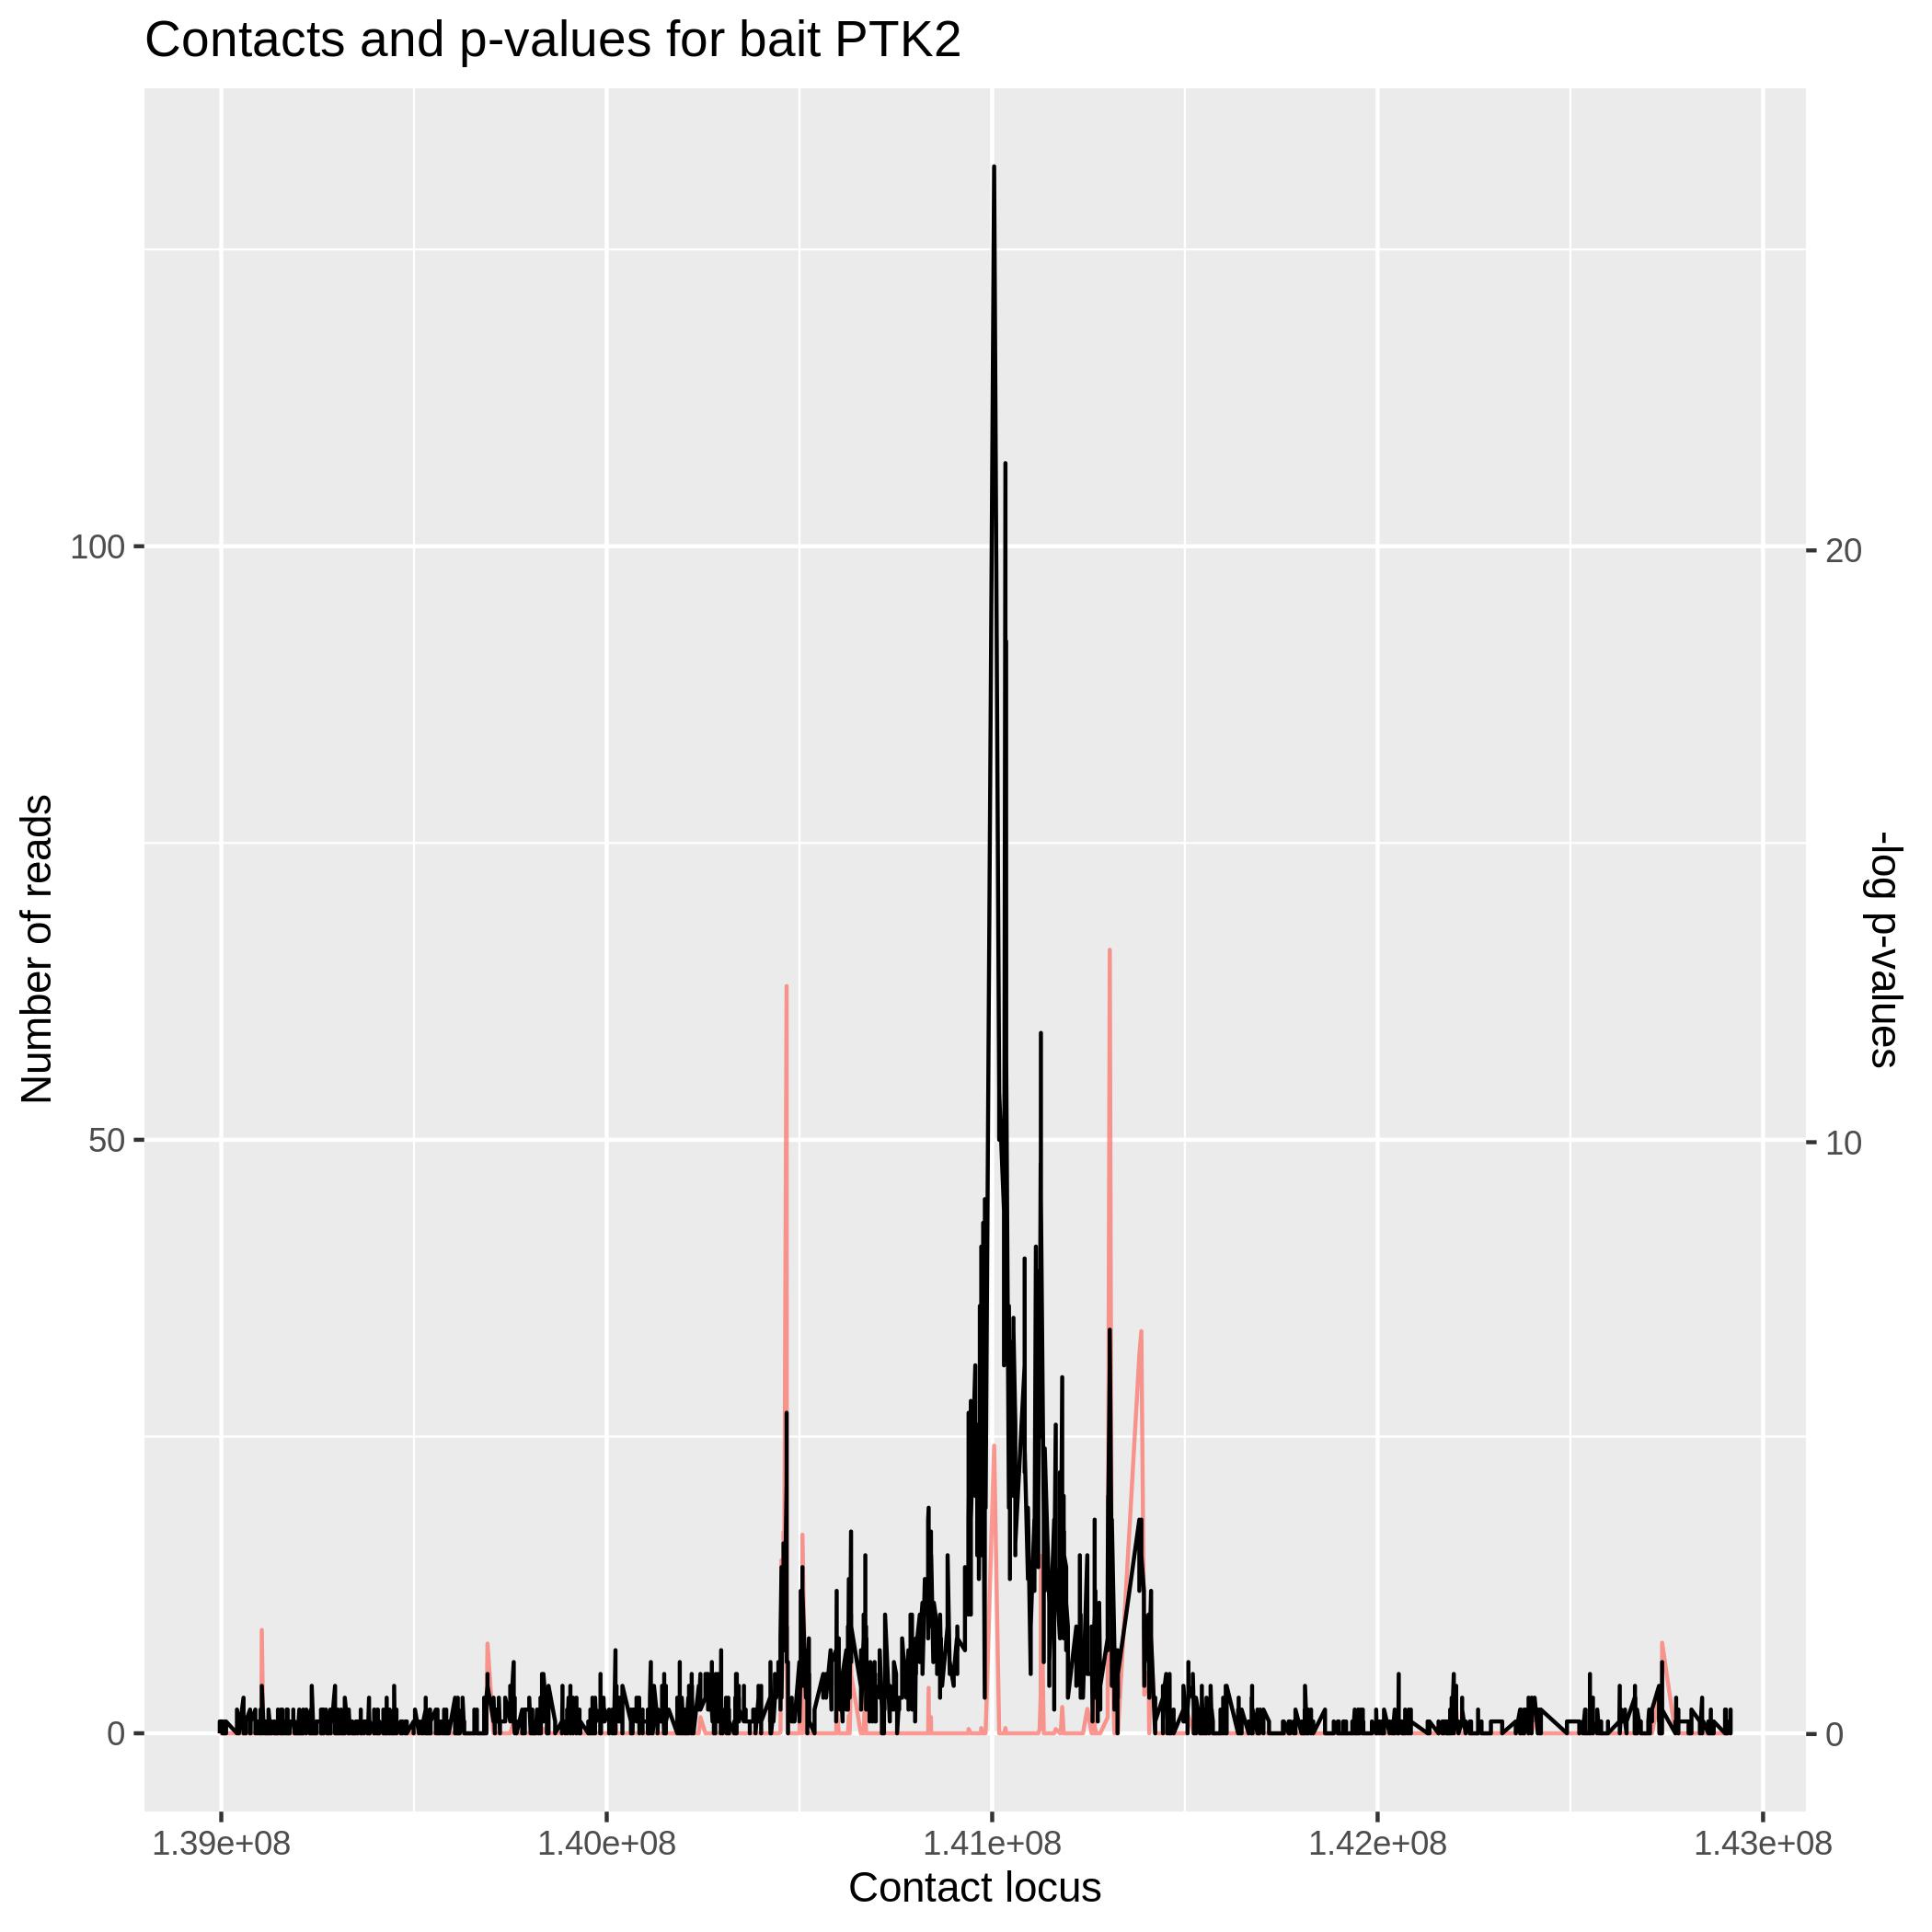 Contacts and p-values for bait PTK2
Number of reads
100
50
0
20
10
0
-log p-values
1.39e+08
1.40e+08
1.41e+08
1.42e+08
1.43e+08
Contact locus